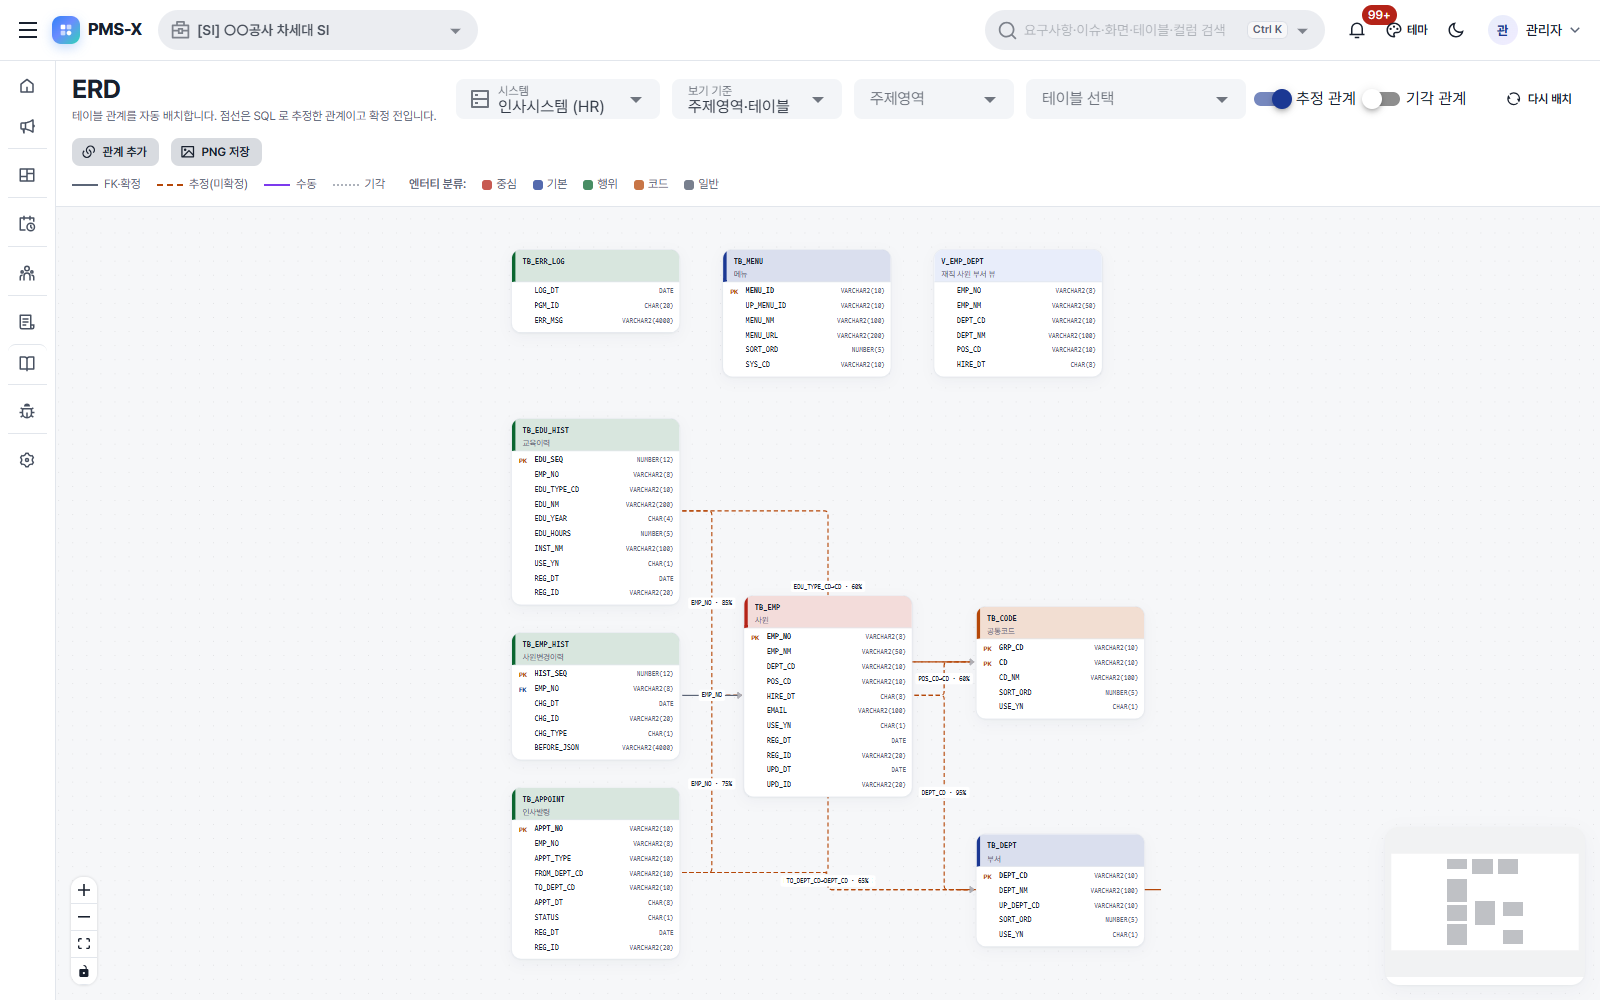 PMS-X
[SI] ○○공사 차세대 SI
요구사항·이슈·화면·테이블·컬럼 검색
Ctrl K
99+
테마
관
관리자
ERD
테이블 관계를 자동 배치합니다. 점선은 SQL 로 추정한 관계이고 확정 전입니다.
시스템
인사시스템 (HR)
보기 기준
주제영역·테이블
주제영역
테이블 선택
추정 관계
기각 관계
다시 배치
관계 추가
PNG 저장
FK·확정
추정(미확정)
수동
기각
엔터티 분류:
중심
기본
행위
코드
일반
TB_ERR_LOG
LOG_DT DATE
PGM_ID CHAR(20)
ERR_MSG VARCHAR2(4000)
TB_MENU
메뉴
PK MENU_ID VARCHAR2(10)
UP_MENU_ID VARCHAR2(10)
MENU_NM VARCHAR2(100)
MENU_URL VARCHAR2(200)
SORT_ORD NUMBER(5)
SYS_CD VARCHAR2(10)
V_EMP_DEPT
재직 사원 부서 뷰
EMP_NO VARCHAR2(8)
EMP_NM VARCHAR2(50)
DEPT_CD VARCHAR2(10)
DEPT_NM VARCHAR2(100)
POS_CD VARCHAR2(10)
HIRE_DT CHAR(8)
TB_EDU_HIST
교육이력
PK EDU_SEQ NUMBER(12)
EMP_NO VARCHAR2(8)
EDU_TYPE_CD VARCHAR2(10)
EDU_NM VARCHAR2(200)
EDU_YEAR CHAR(4)
EDU_HOURS NUMBER(5)
INST_NM VARCHAR2(100)
USE_YN CHAR(1)
REG_DT DATE
REG_ID VARCHAR2(20)
EDU_TYPE_CD→CD · 60%
EMP_NO · 85%
TB_EMP
사원
PK EMP_NO VARCHAR2(8)
EMP_NM VARCHAR2(50)
DEPT_CD VARCHAR2(10)
POS_CD VARCHAR2(10)
HIRE_DT CHAR(8)
EMAIL VARCHAR2(100)
USE_YN CHAR(1)
REG_DT DATE
REG_ID VARCHAR2(20)
UPD_DT DATE
UPD_ID VARCHAR2(20)
TB_CODE
공통코드
PK GRP_CD VARCHAR2(10)
PK CD VARCHAR2(10)
CD_NM VARCHAR2(100)
SORT_ORD NUMBER(5)
USE_YN CHAR(1)
POS_CD→CD · 60%
TB_EMP_HIST
사원변경이력
PK HIST_SEQ NUMBER(12)
FK EMP_NO VARCHAR2(8)
CHG_DT DATE
CHG_ID VARCHAR2(20)
CHG_TYPE CHAR(1)
BEFORE_JSON VARCHAR2(4000)
EMP_NO
EMP_NO · 75%
DEPT_CD · 95%
TB_APPOINT
인사발령
PK APPT_NO VARCHAR2(10)
EMP_NO VARCHAR2(8)
APPT_TYPE VARCHAR2(10)
FROM_DEPT_CD VARCHAR2(10)
TO_DEPT_CD VARCHAR2(10)
APPT_DT CHAR(8)
STATUS CHAR(1)
REG_DT DATE
REG_ID VARCHAR2(20)
TO_DEPT_CD→DEPT_CD · 65%
TB_DEPT
부서
PK DEPT_CD VARCHAR2(10)
DEPT_NM VARCHAR2(100)
UP_DEPT_CD VARCHAR2(10)
SORT_ORD NUMBER(5)
USE_YN CHAR(1)